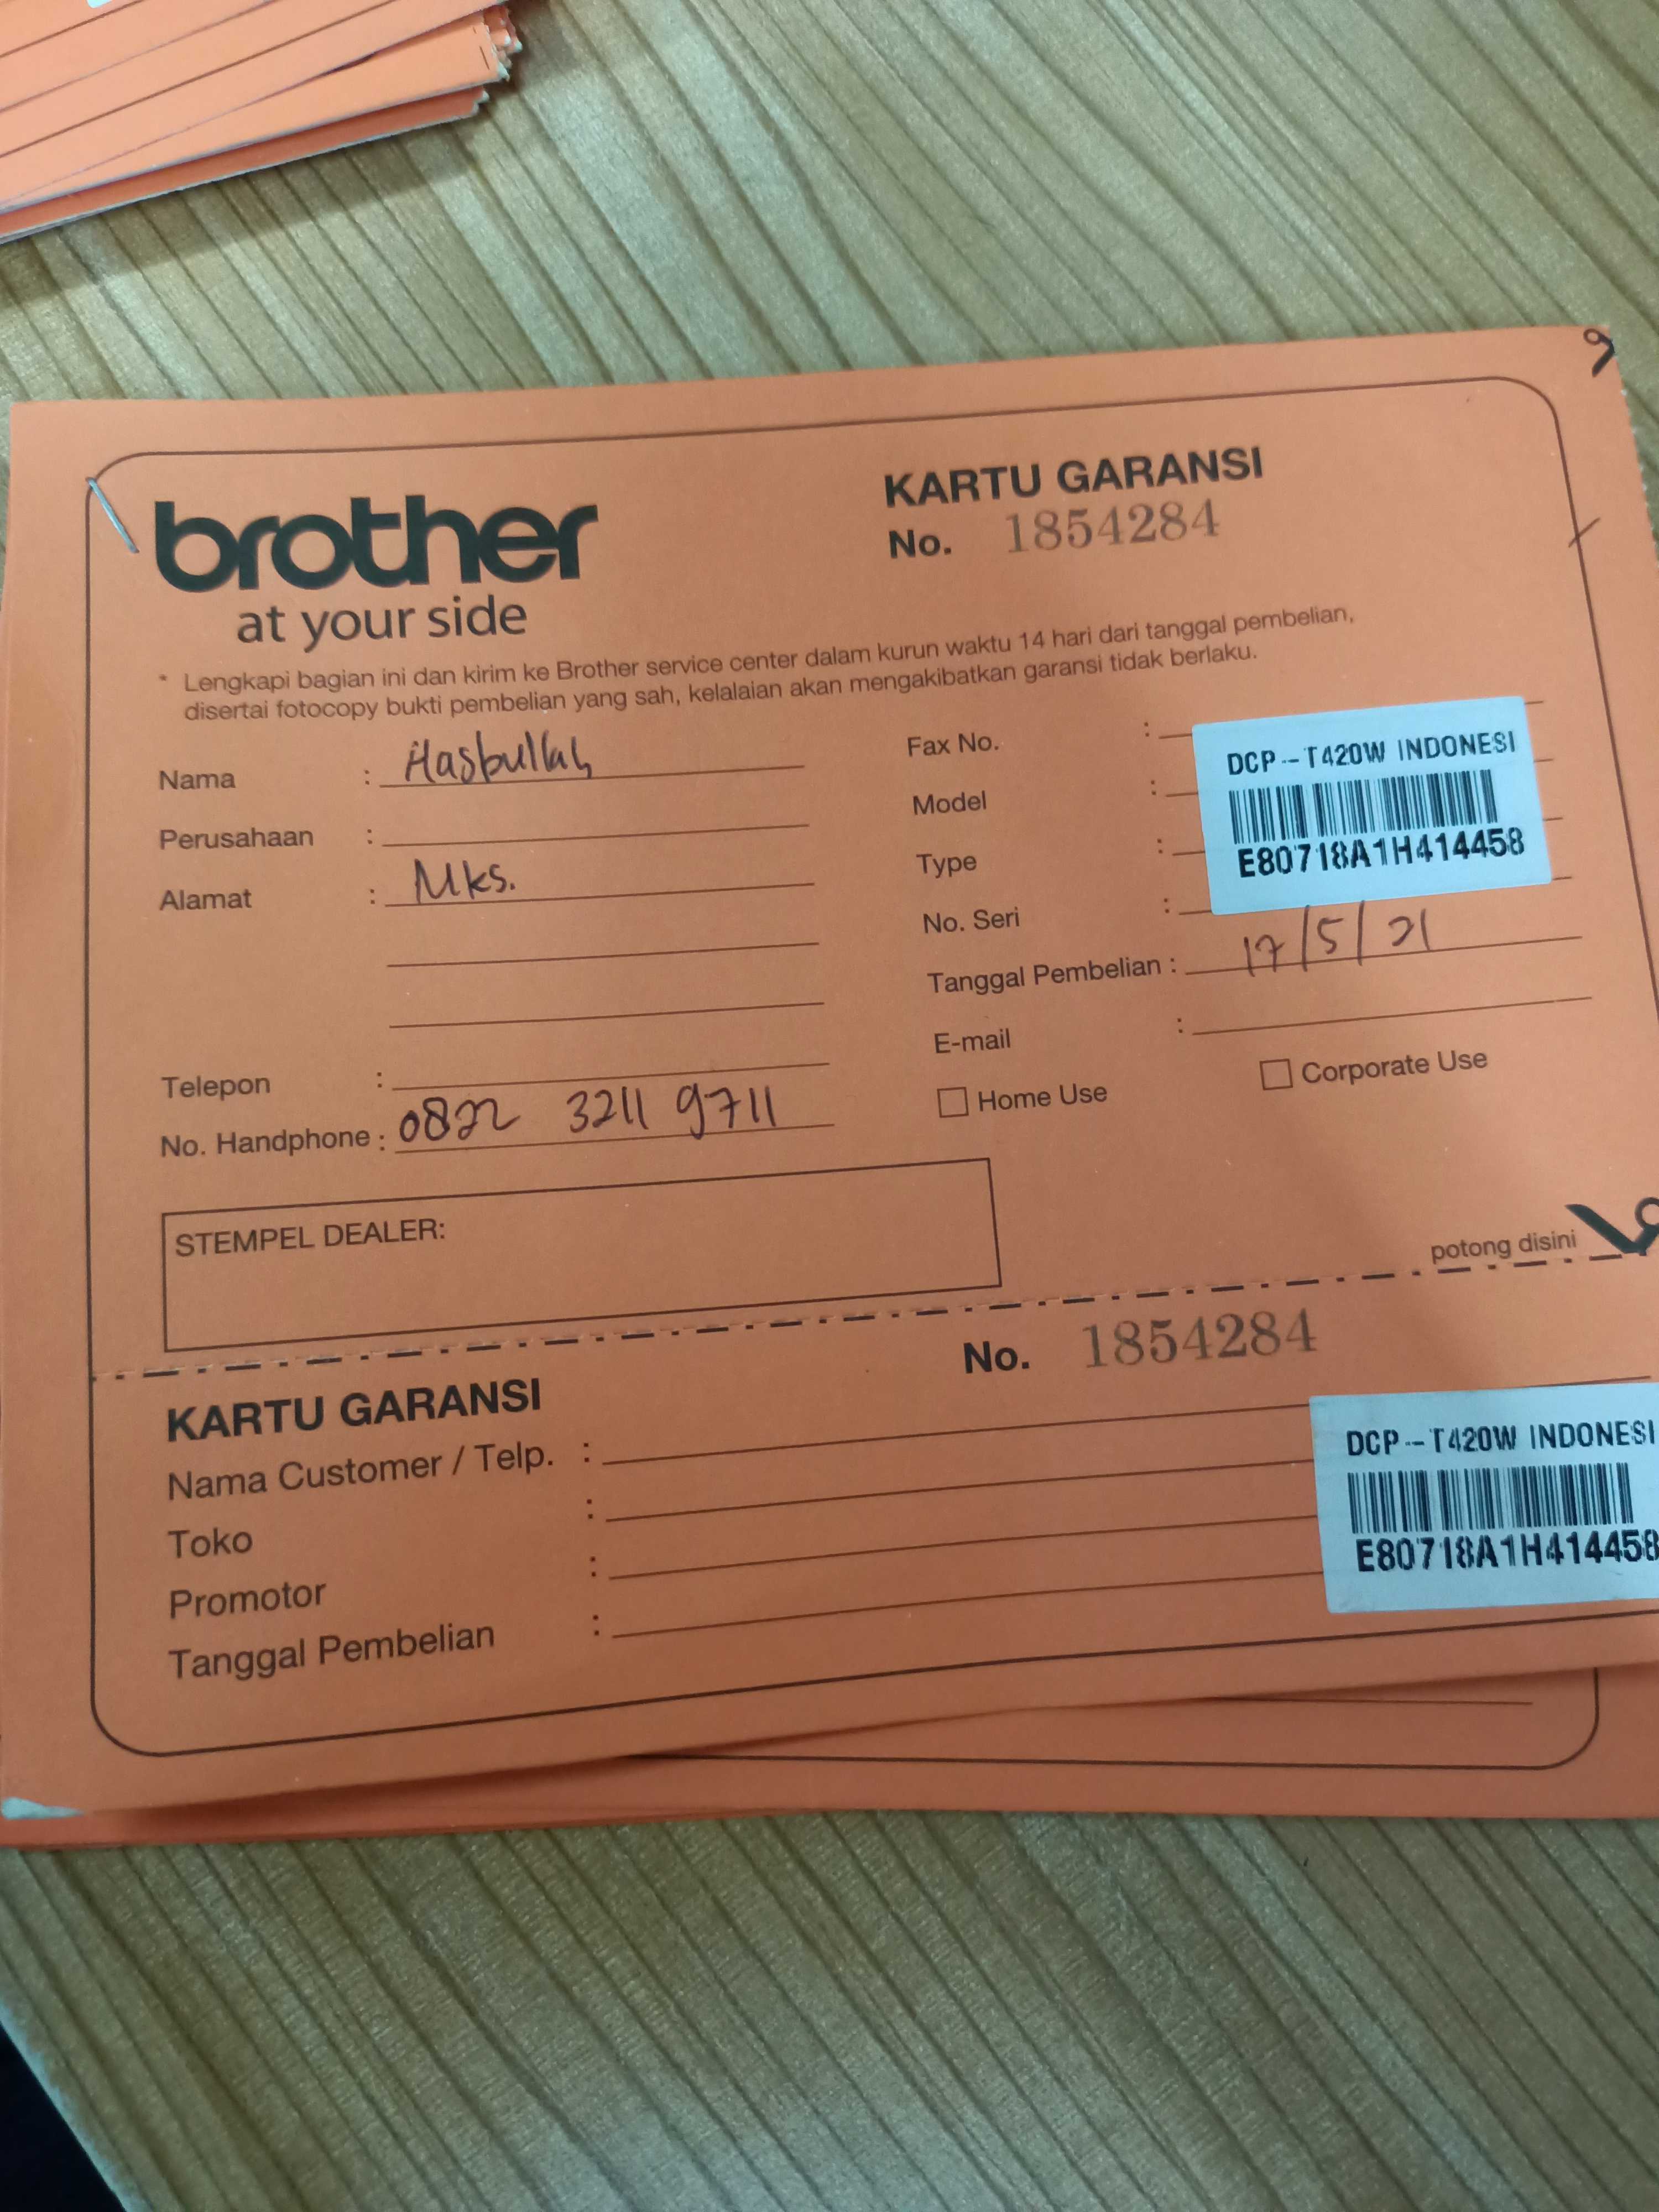 brother
at your side
KARTU GARANSI
No. 1854284
* Lengkapi bagian ini dan kirim ke Brother service center dalam kurun waktu 14 hari dari tanggal pembelian,
disertai fotocopy bukti pembelian yang sah, kelalaian akan mengakibatkan garansi tidak berlaku.
Nama : Hasbullah
Perusahaan :
Alamat : Mks.
Telepon :
No. Handphone : 0822 3211 9711
Fax No. :
Model :
Type :
No. Seri :
DCP-T420W INDONESI
E80718A1H414458
Tanggal Pembelian : 17/5/21
E-mail :
Home Use
Corporate Use
STEMPEL DEALER:
potong disini
KARTU GARANSI
No. 1854284
Nama Customer / Telp. :
Toko :
Promotor :
Tanggal Pembelian :
DCP-T420W INDONESI
E80718A1H414458